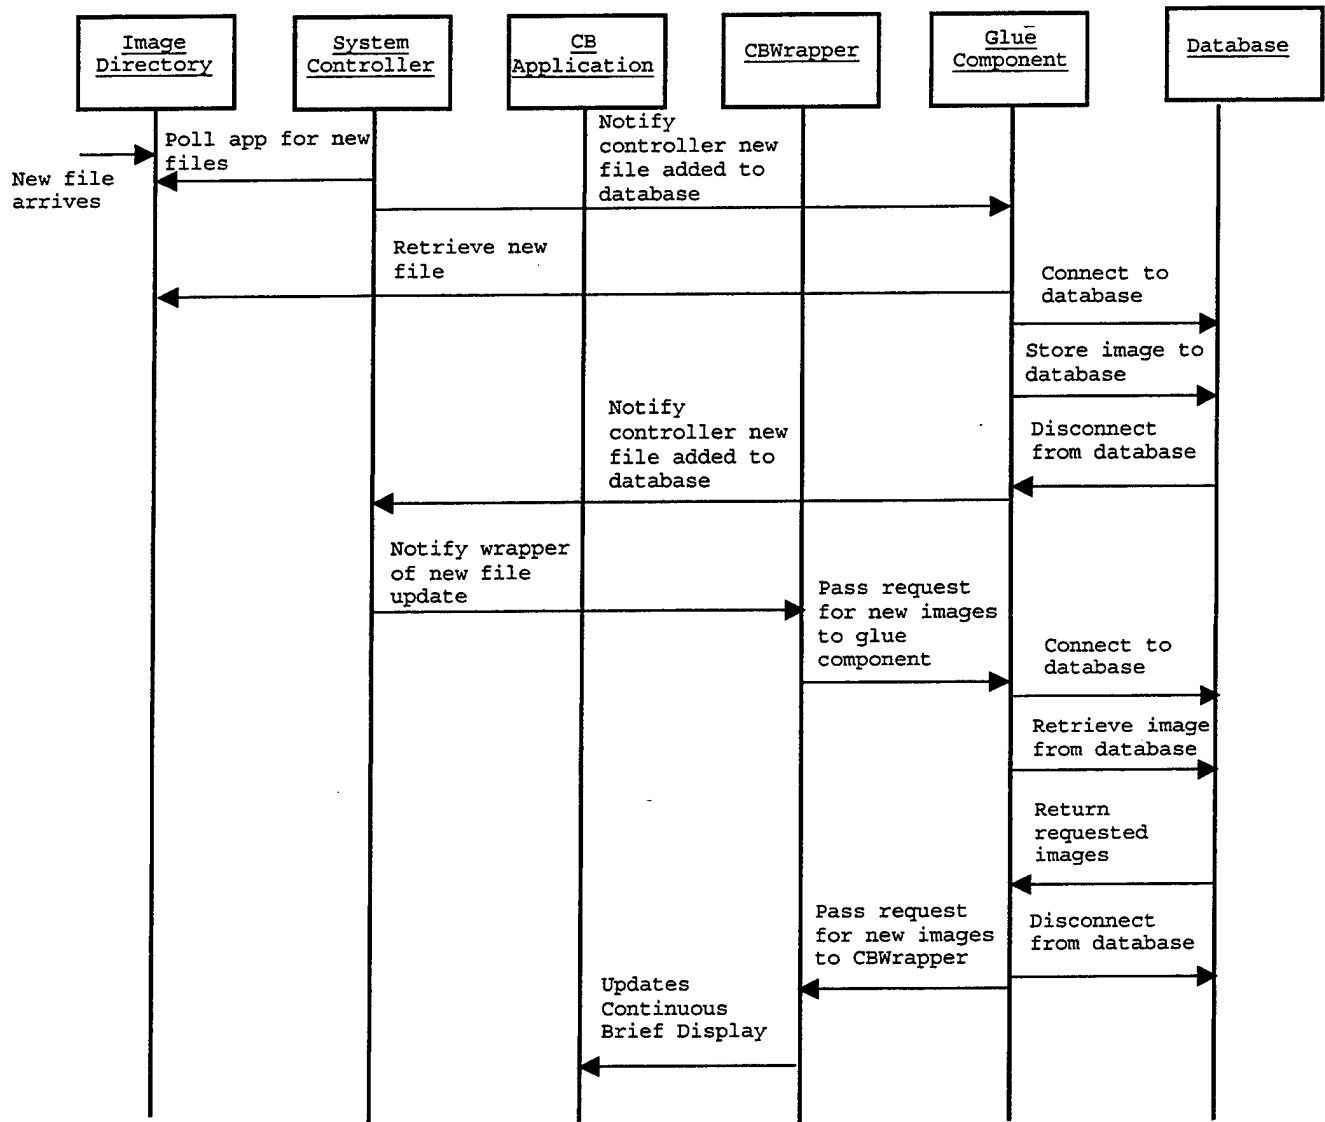 Image
Directory
System
Controller
CB
Application
CBWrapper
Glue
Component
Database
Poll app for new
files
New file
arrives
Notify
controller new
file added to
database
Retrieve new
file
Connect to
database
Store image to
database
Notify
controller new
file added to
database
Disconnect
from database
Notify wrapper
of new file
update
Pass request
for new images
to glue
component
Connect to
database
Retrieve image
from database
Return
requested
images
Pass request
for new images
to CBWrapper
Disconnect
from database
Updates
Continuous
Brief Display